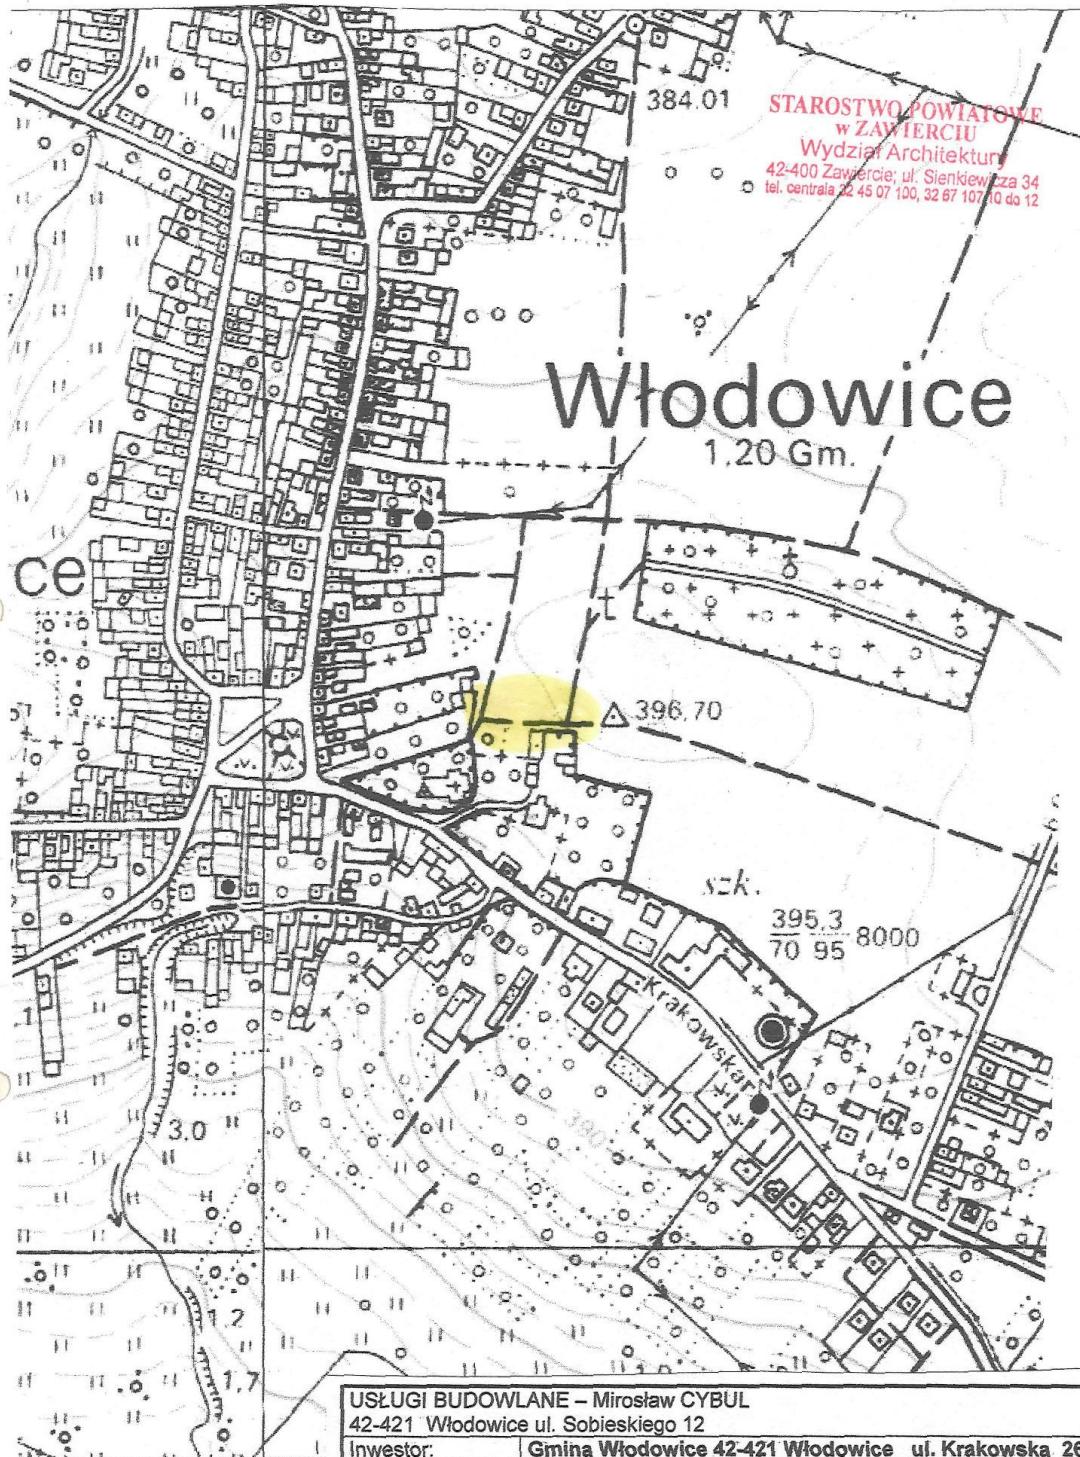 384.01
STAROSTWO POWIATOWE
w ZAWIERCIU
Wydział Architektury
42-400 Zawiercie; ul. Sienkiewicza 34
tel. centrala 32 45 07 100, 32 67 107 10 do 12
Włodowice
1.20 Gm.
ce
396.70
szk.
395.3
70 95 8000
Krakowska
390
3.0
1.2
1,7
USŁUGI BUDOWLANE – Mirosław CYBUL
42-421 Włodowice ul. Sobieskiego 12
Inwestor: Gmina Włodowice 42-421 Włodowice ul. Krakowska 26